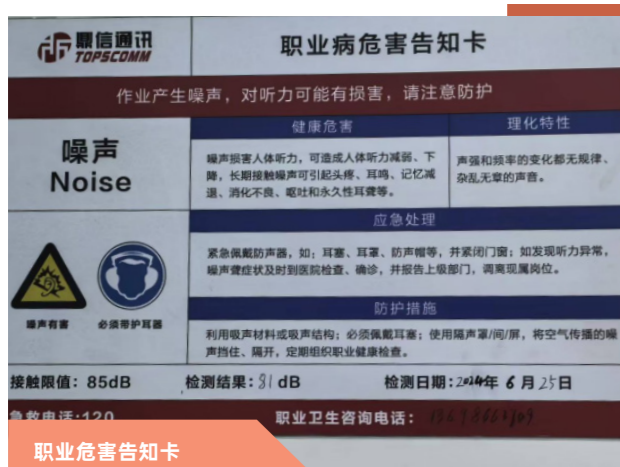 鼎信通讯
TOPSCOMM
职业病危害告知卡
作业产生噪声，对听力可能有损害，请注意防护
噪声
Noise
健康危害
噪声损害人体听力，可造成人体听力减弱、下
降，长期接触噪声可引起头疼、耳鸣、记忆减
退、消化不良、呕吐和永久性耳聋等。
理化特性
声强和频率的变化都无规律、
杂乱无章的声音。
噪声有害
必须带护耳器
应急处理
紧急佩戴防声器，如：耳塞、耳罩、防声帽等，并紧闭门窗；如发现听力异常，
噪声聋症状及时到医院检查、确诊，并报告上级部门，调离现属岗位。
防护措施
利用吸声材料或吸声结构；必须佩戴耳塞；使用隔声罩/间/屏，将空气传播的噪
声挡住、隔开，定期组织职业健康检查。
接触限值：85dB
检测结果：81 dB
检测日期：2024年 6 月 25日
急救电话：120
职业卫生咨询电话：
职业危害告知卡